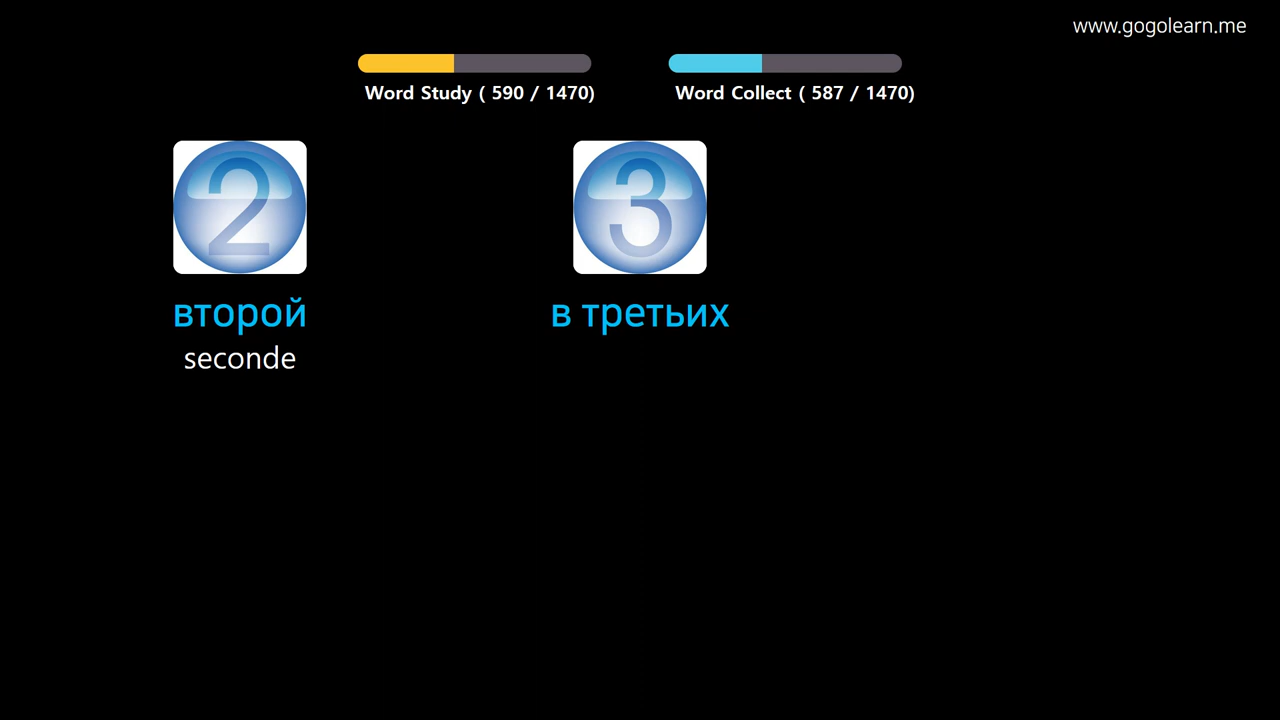 www.gogolearn.me
Word Study ( 590 / 1470)
Word Collect ( 587 / 1470)
2
3
второй
в третьих
seconde